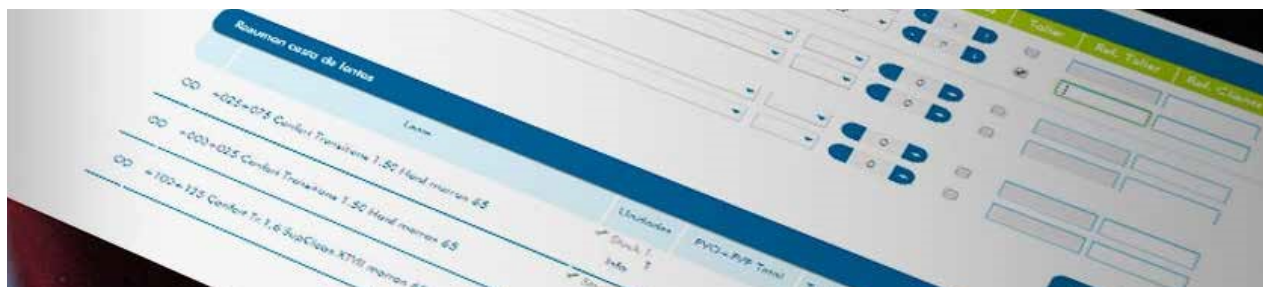 Taller Ref. Taller Ref. Cliente
Resumen cesta de lentes
Lente Unidades PVO - PVP Total
+025+075 Confort Transitions 1.50 Hard marron 65
Stock 1
Info
+000+025 Confort Transitions 1.50 Hard marron 65
+102+125 Confort Tr.1,6 SupClean XTVII marron